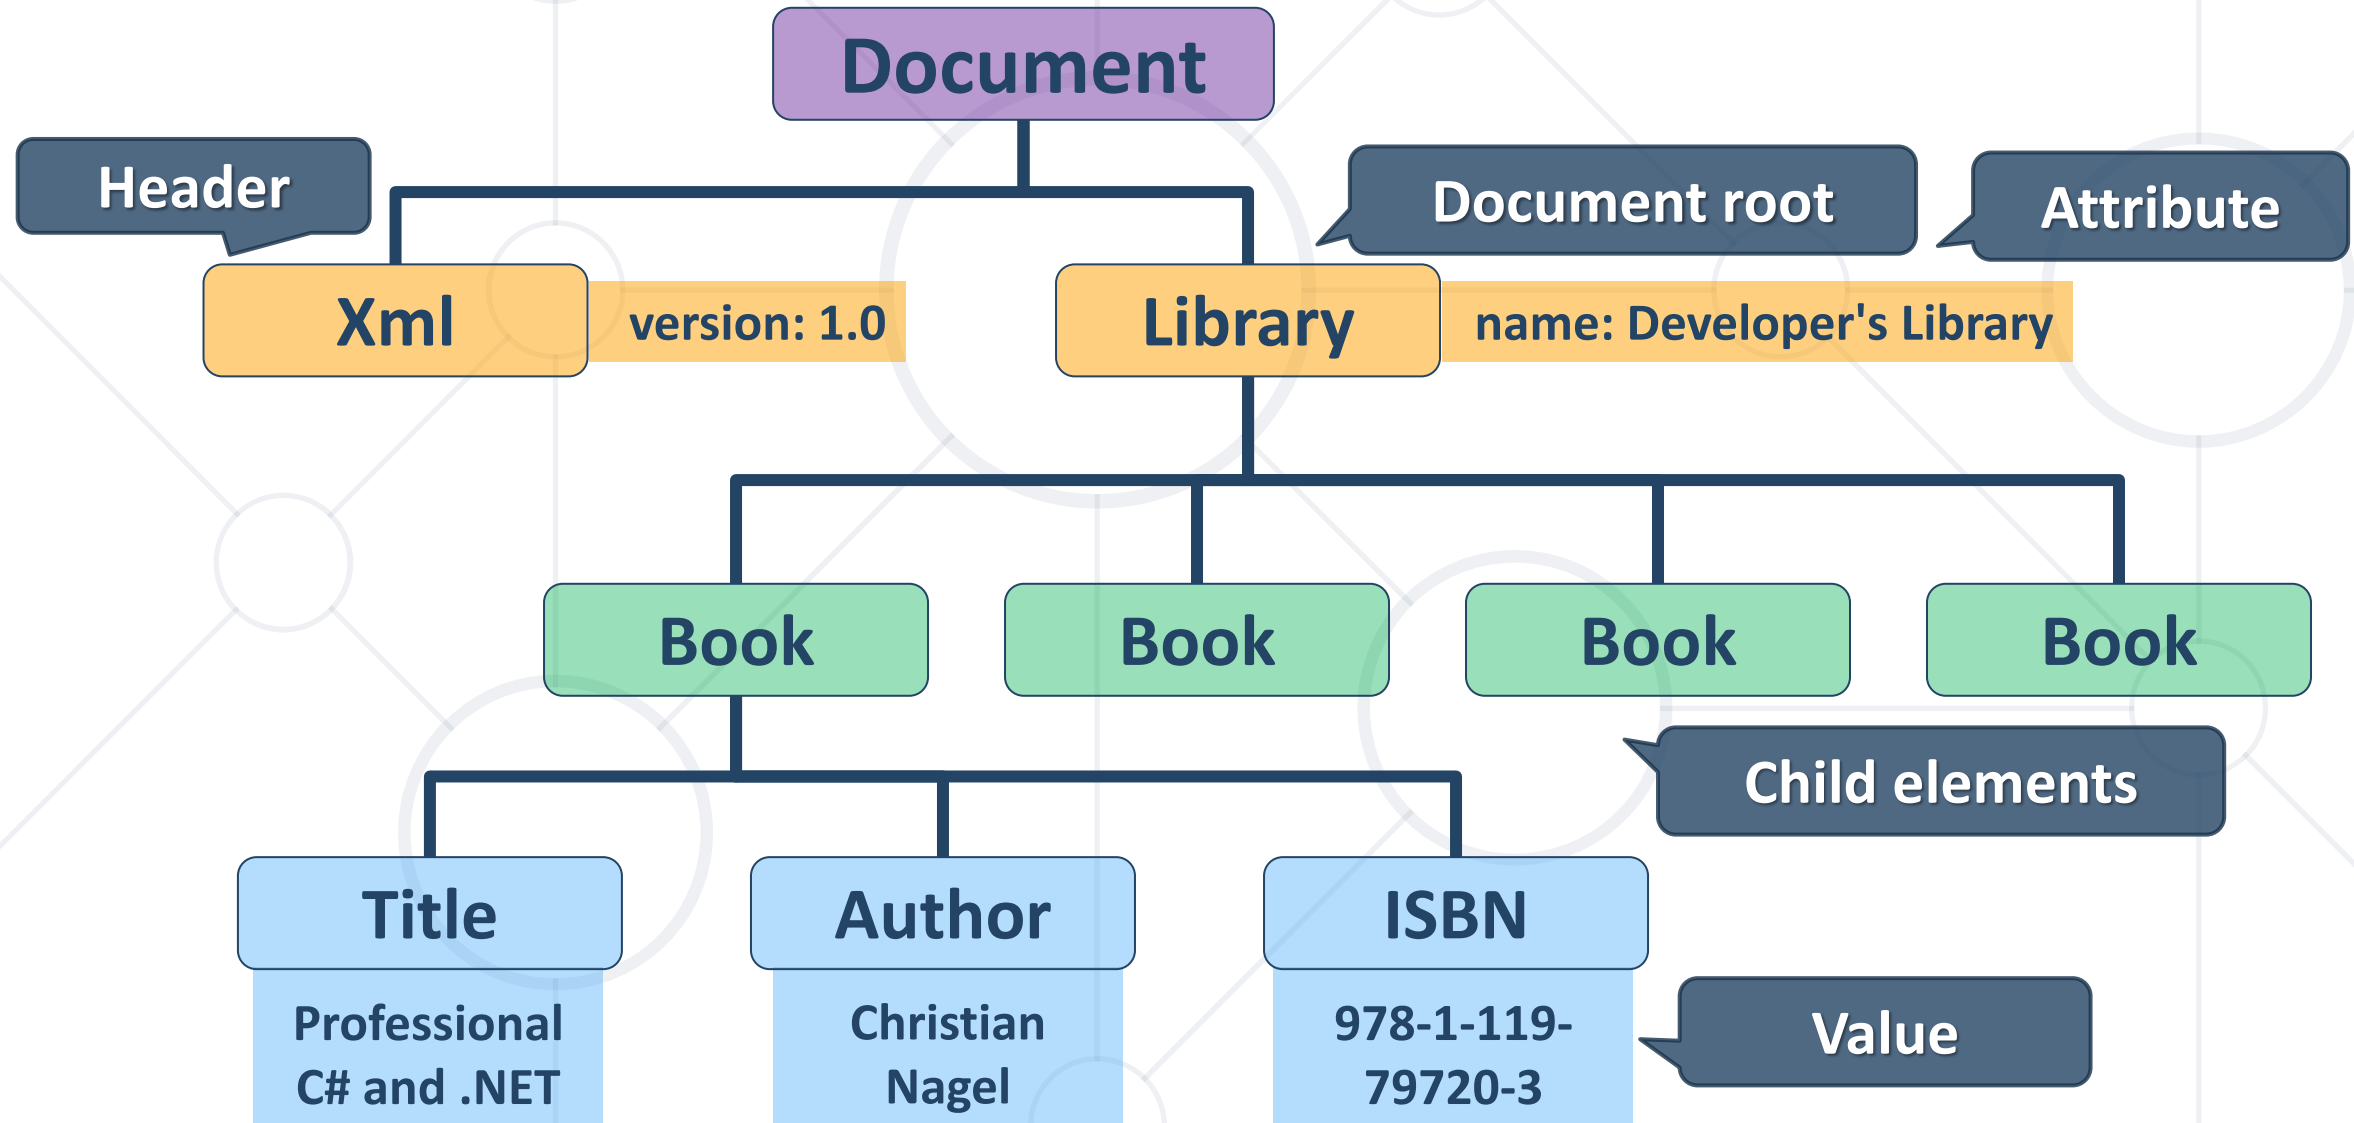 Document
Header
Document root
Attribute
Xml
version: 1.0
Library
name: Developer's Library
Book
Book
Book
Book
Child elements
Title
Author
ISBN
Professional
C# and .NET
Christian
Nagel
978-1-119-
79720-3
Value